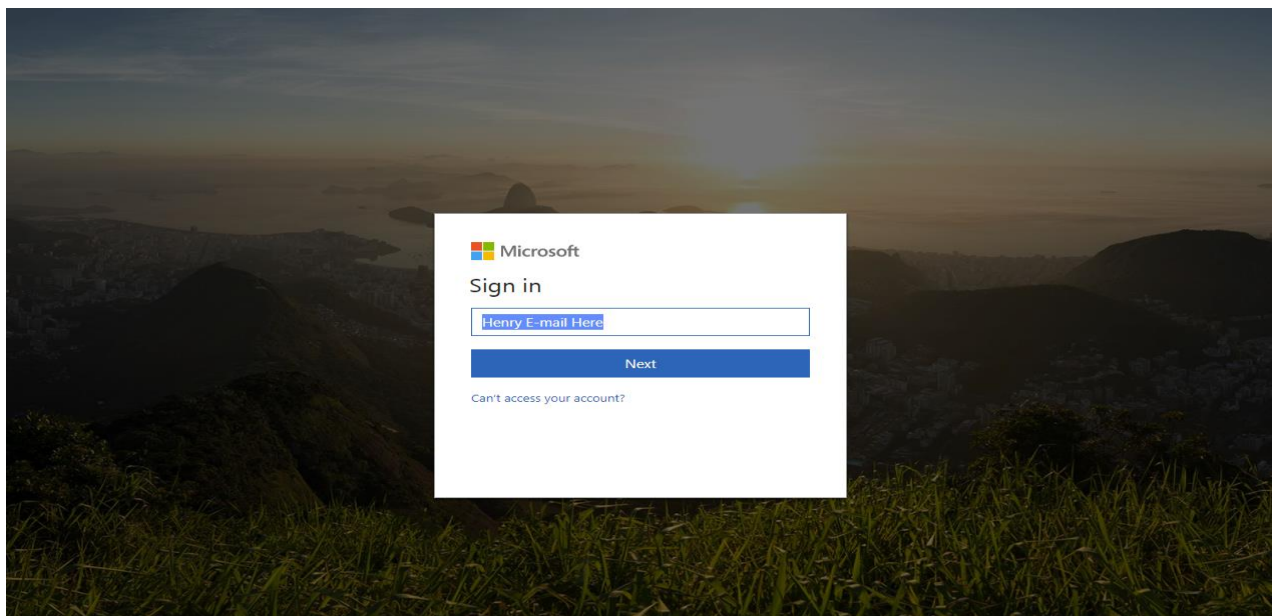 Microsoft
Sign in
Henry E-mail Here
Next
Can't access your account?